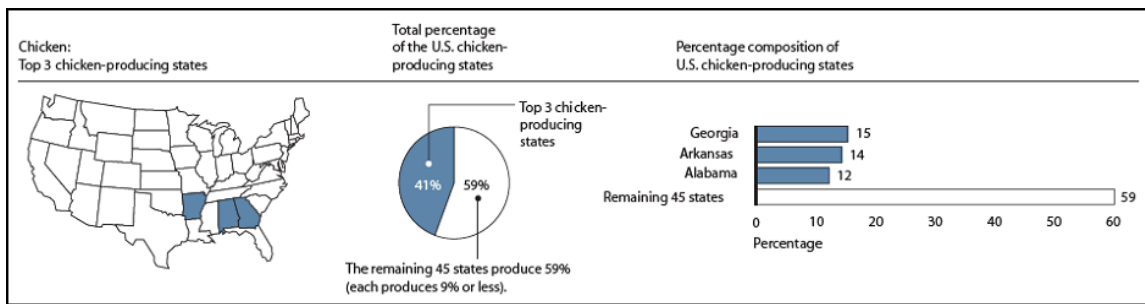 Chicken:
Top 3 chicken-producing states
Total percentage
of the U.S. chicken-
producing states
Percentage composition of
U.S. chicken-producing states
Top 3 chicken-
producing
states
41%
59%
The remaining 45 states produce 59%
(each produces 9% or less).
Georgia 15
Arkansas 14
Alabama 12
Remaining 45 states 59
0 10 20 30 40 50 60
Percentage